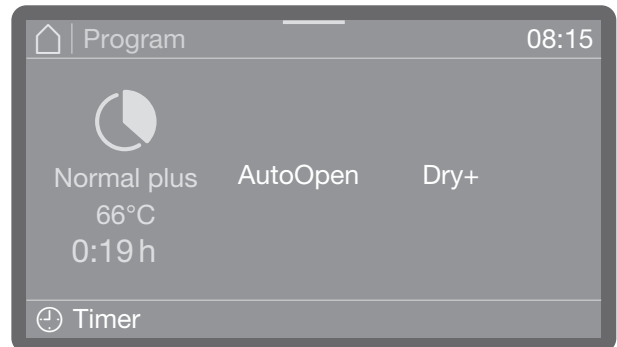 Program 08:15
Normal plus AutoOpen Dry+
66°C
0:19 h
Timer